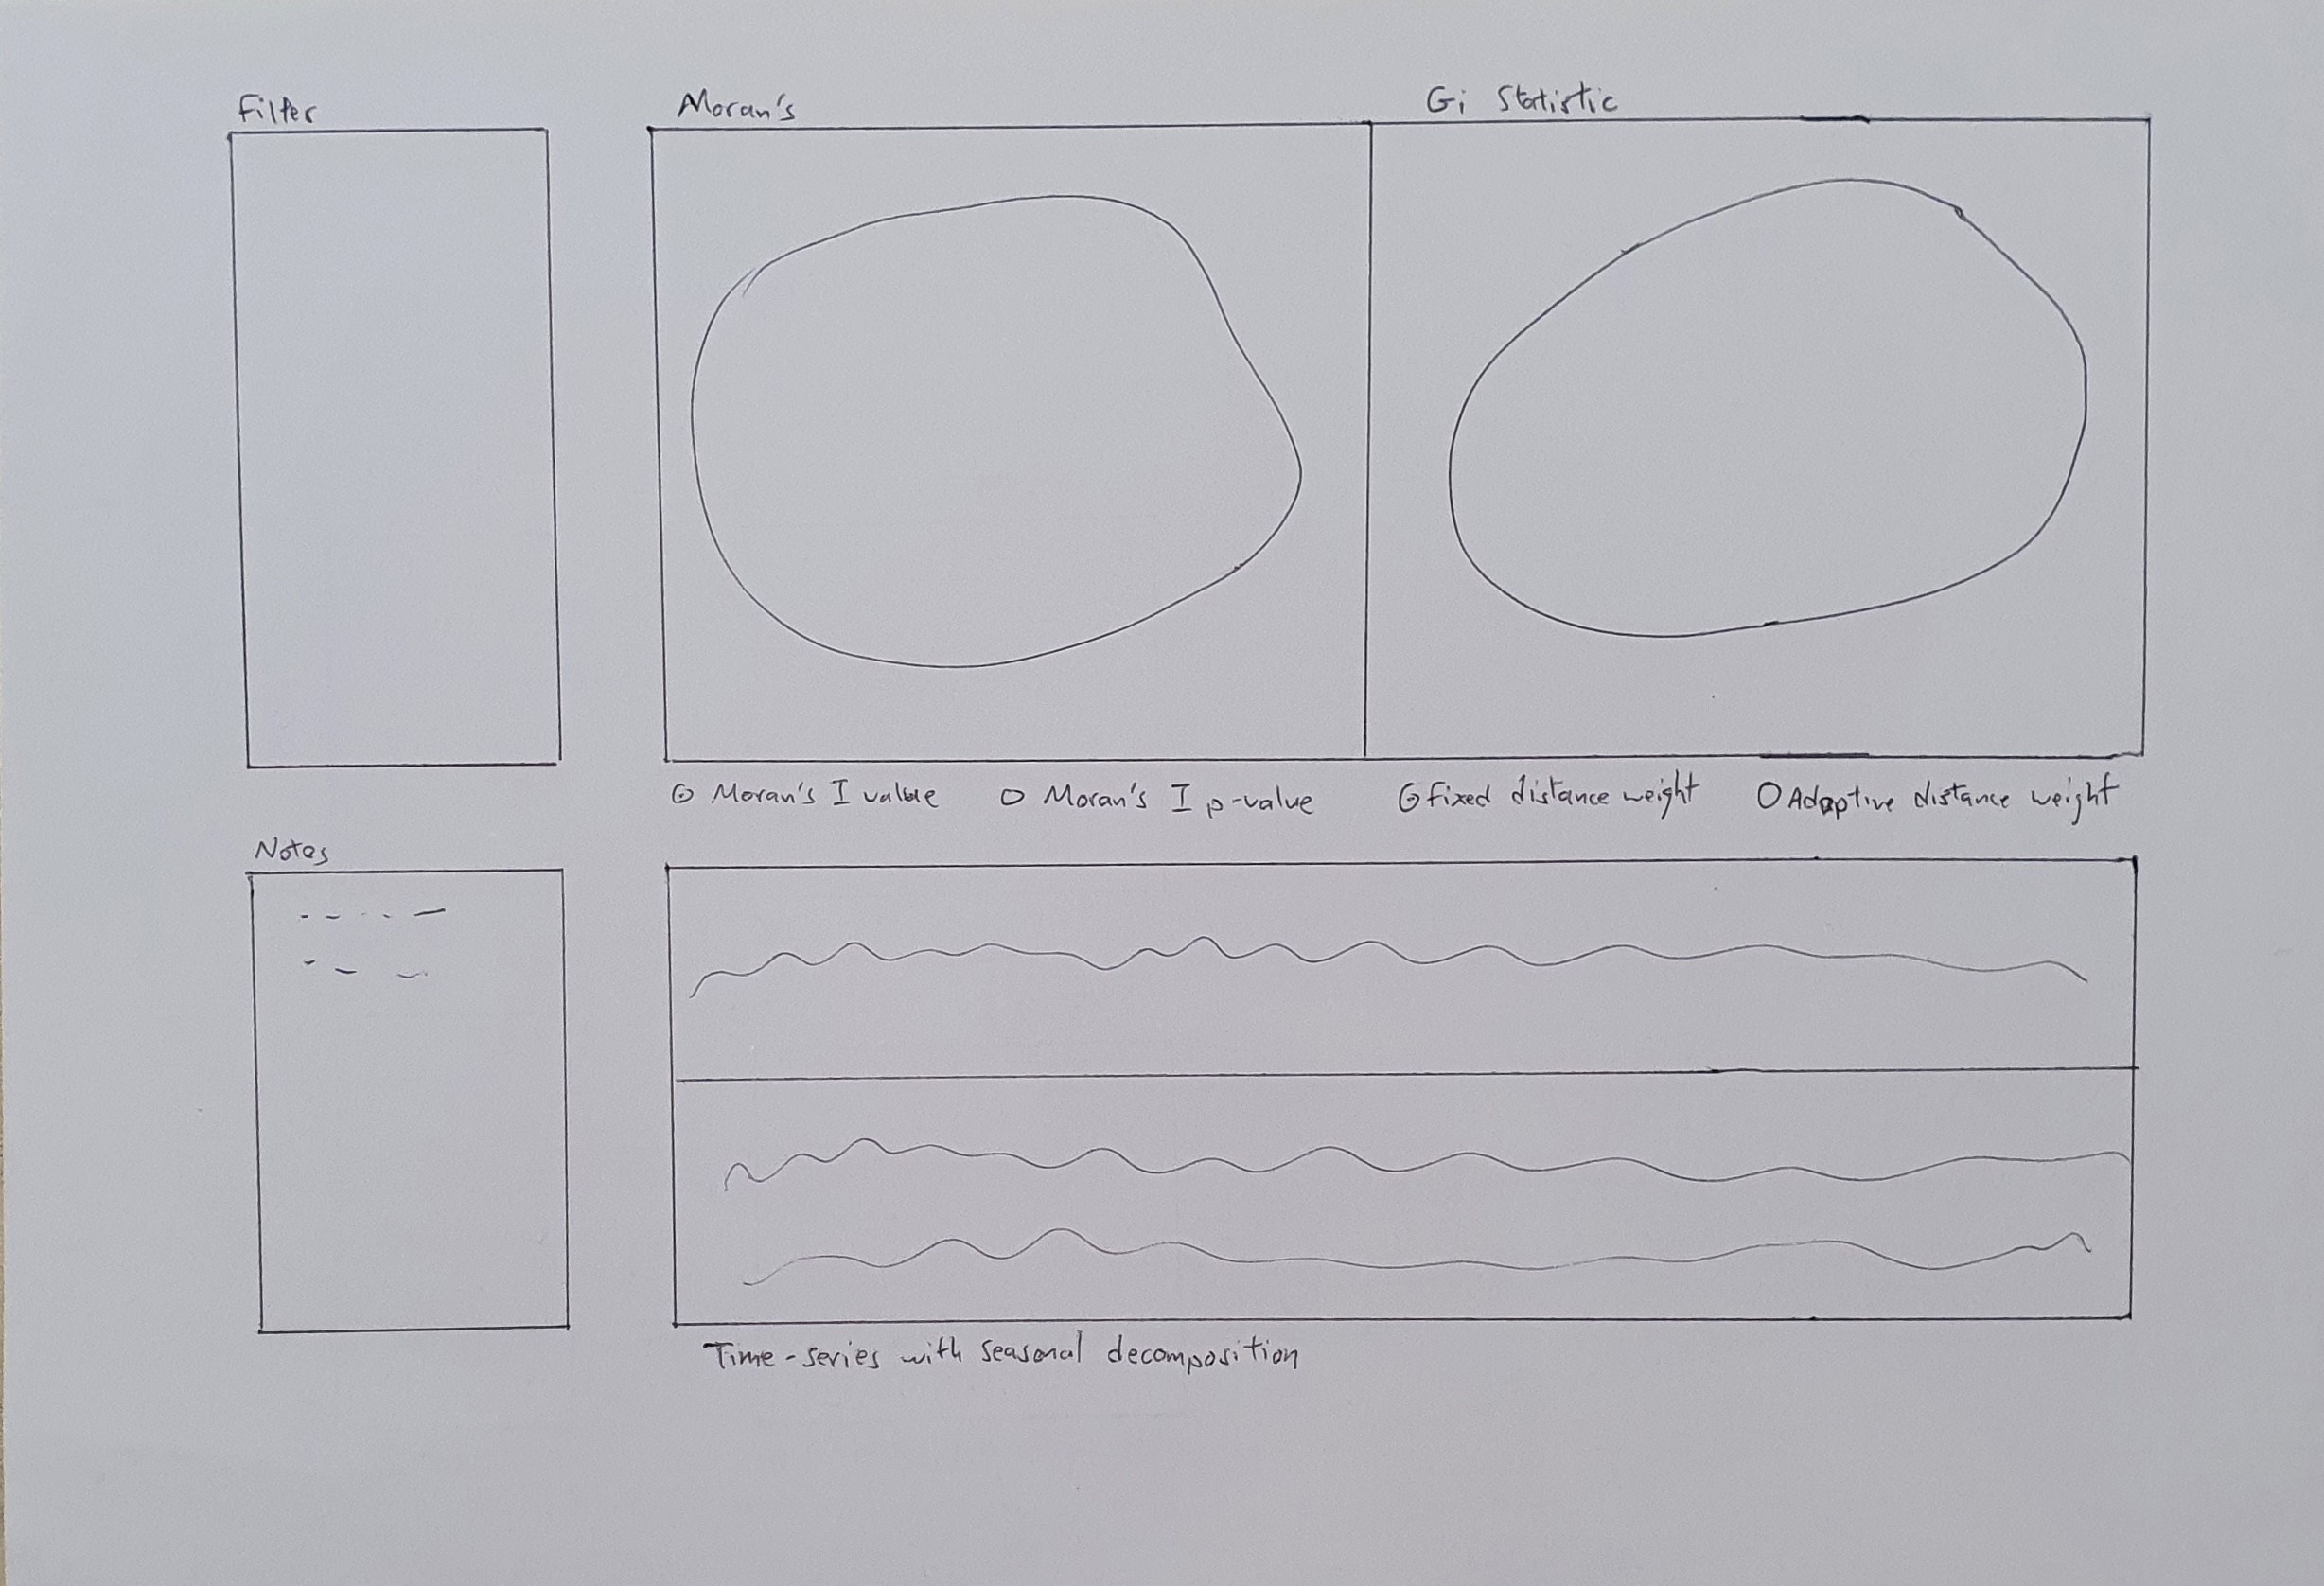 Filter
Moran's
Gi Statistic
Moran's I value
Moran's I p-value
Fixed distance weight
Adaptive distance weight
Notes
Time-series with seasonal decomposition